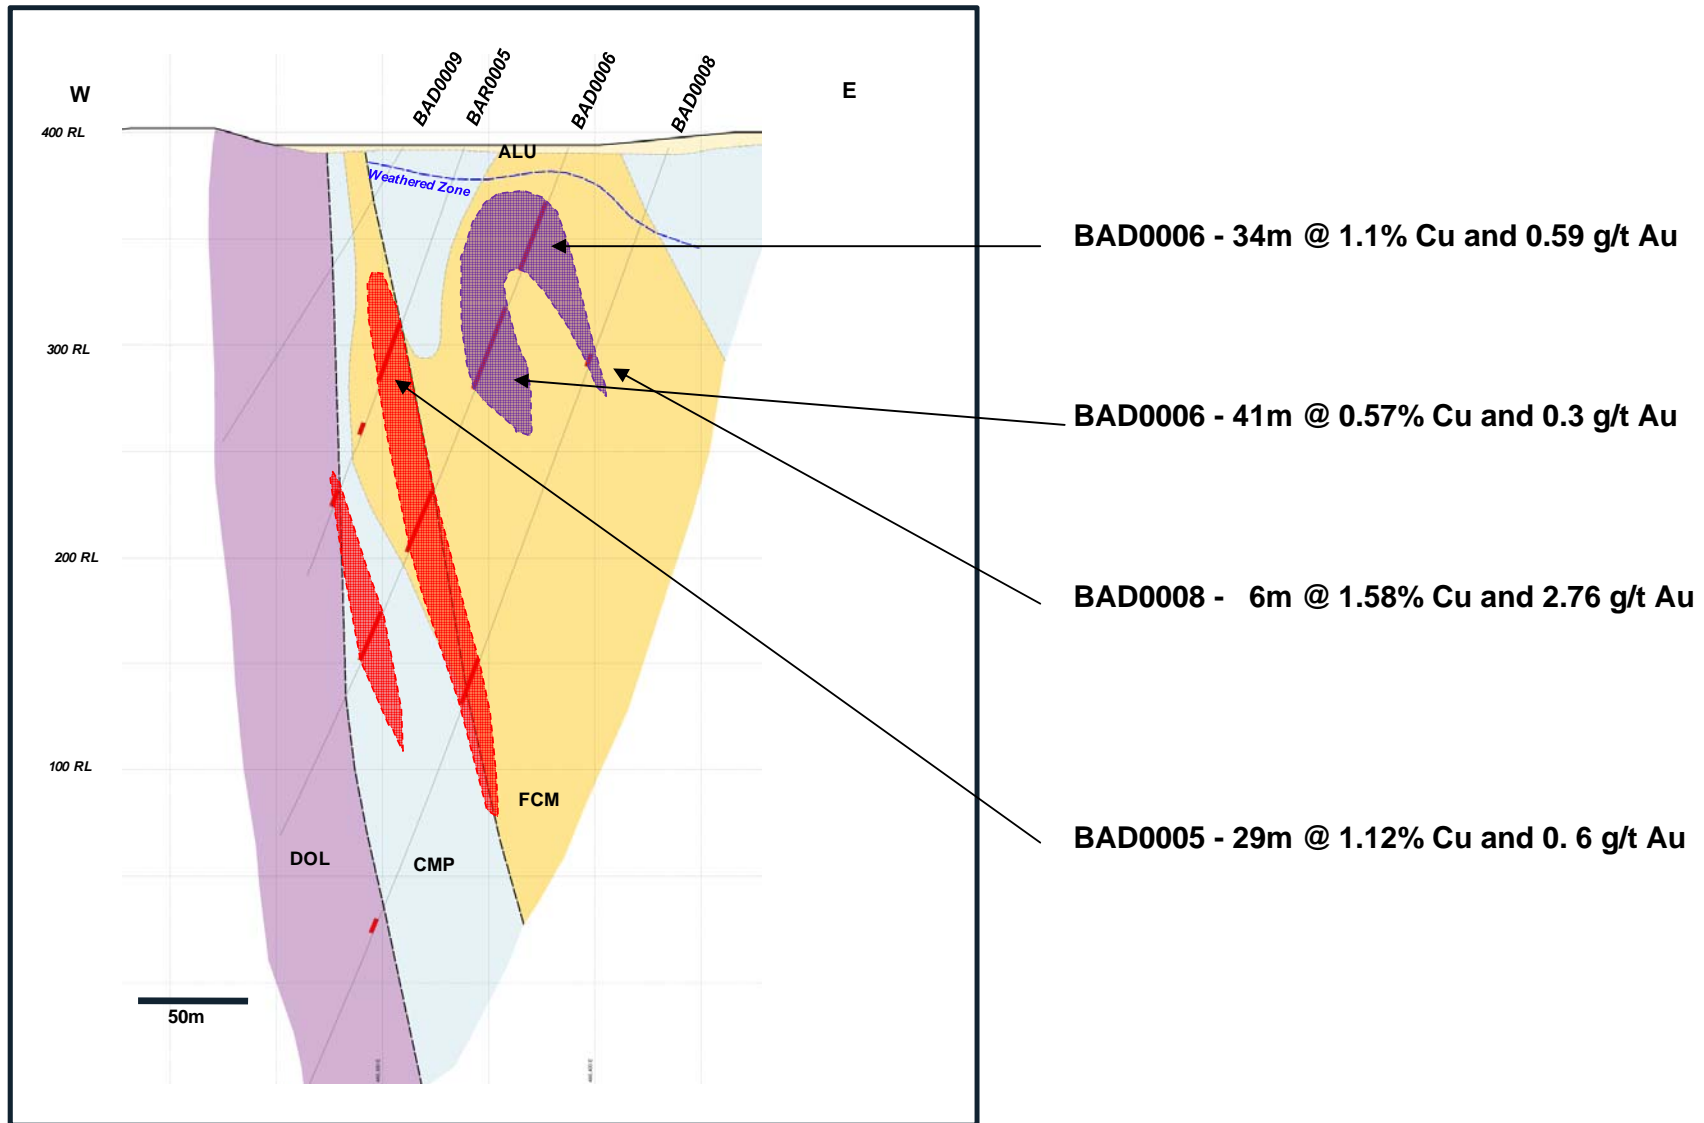 W
BAD0009
BAR0005
BAD0006
BAD0008
E
400 RL
ALU
Weathered Zone
BAD0006 - 34m @ 1.1% Cu and 0.59 g/t Au
300 RL
BAD0006 - 41m @ 0.57% Cu and 0.3 g/t Au
200 RL
BAD0008 - 6m @ 1.58% Cu and 2.76 g/t Au
100 RL
FCM
BAD0005 - 29m @ 1.12% Cu and 0. 6 g/t Au
DOL
CMP
50m